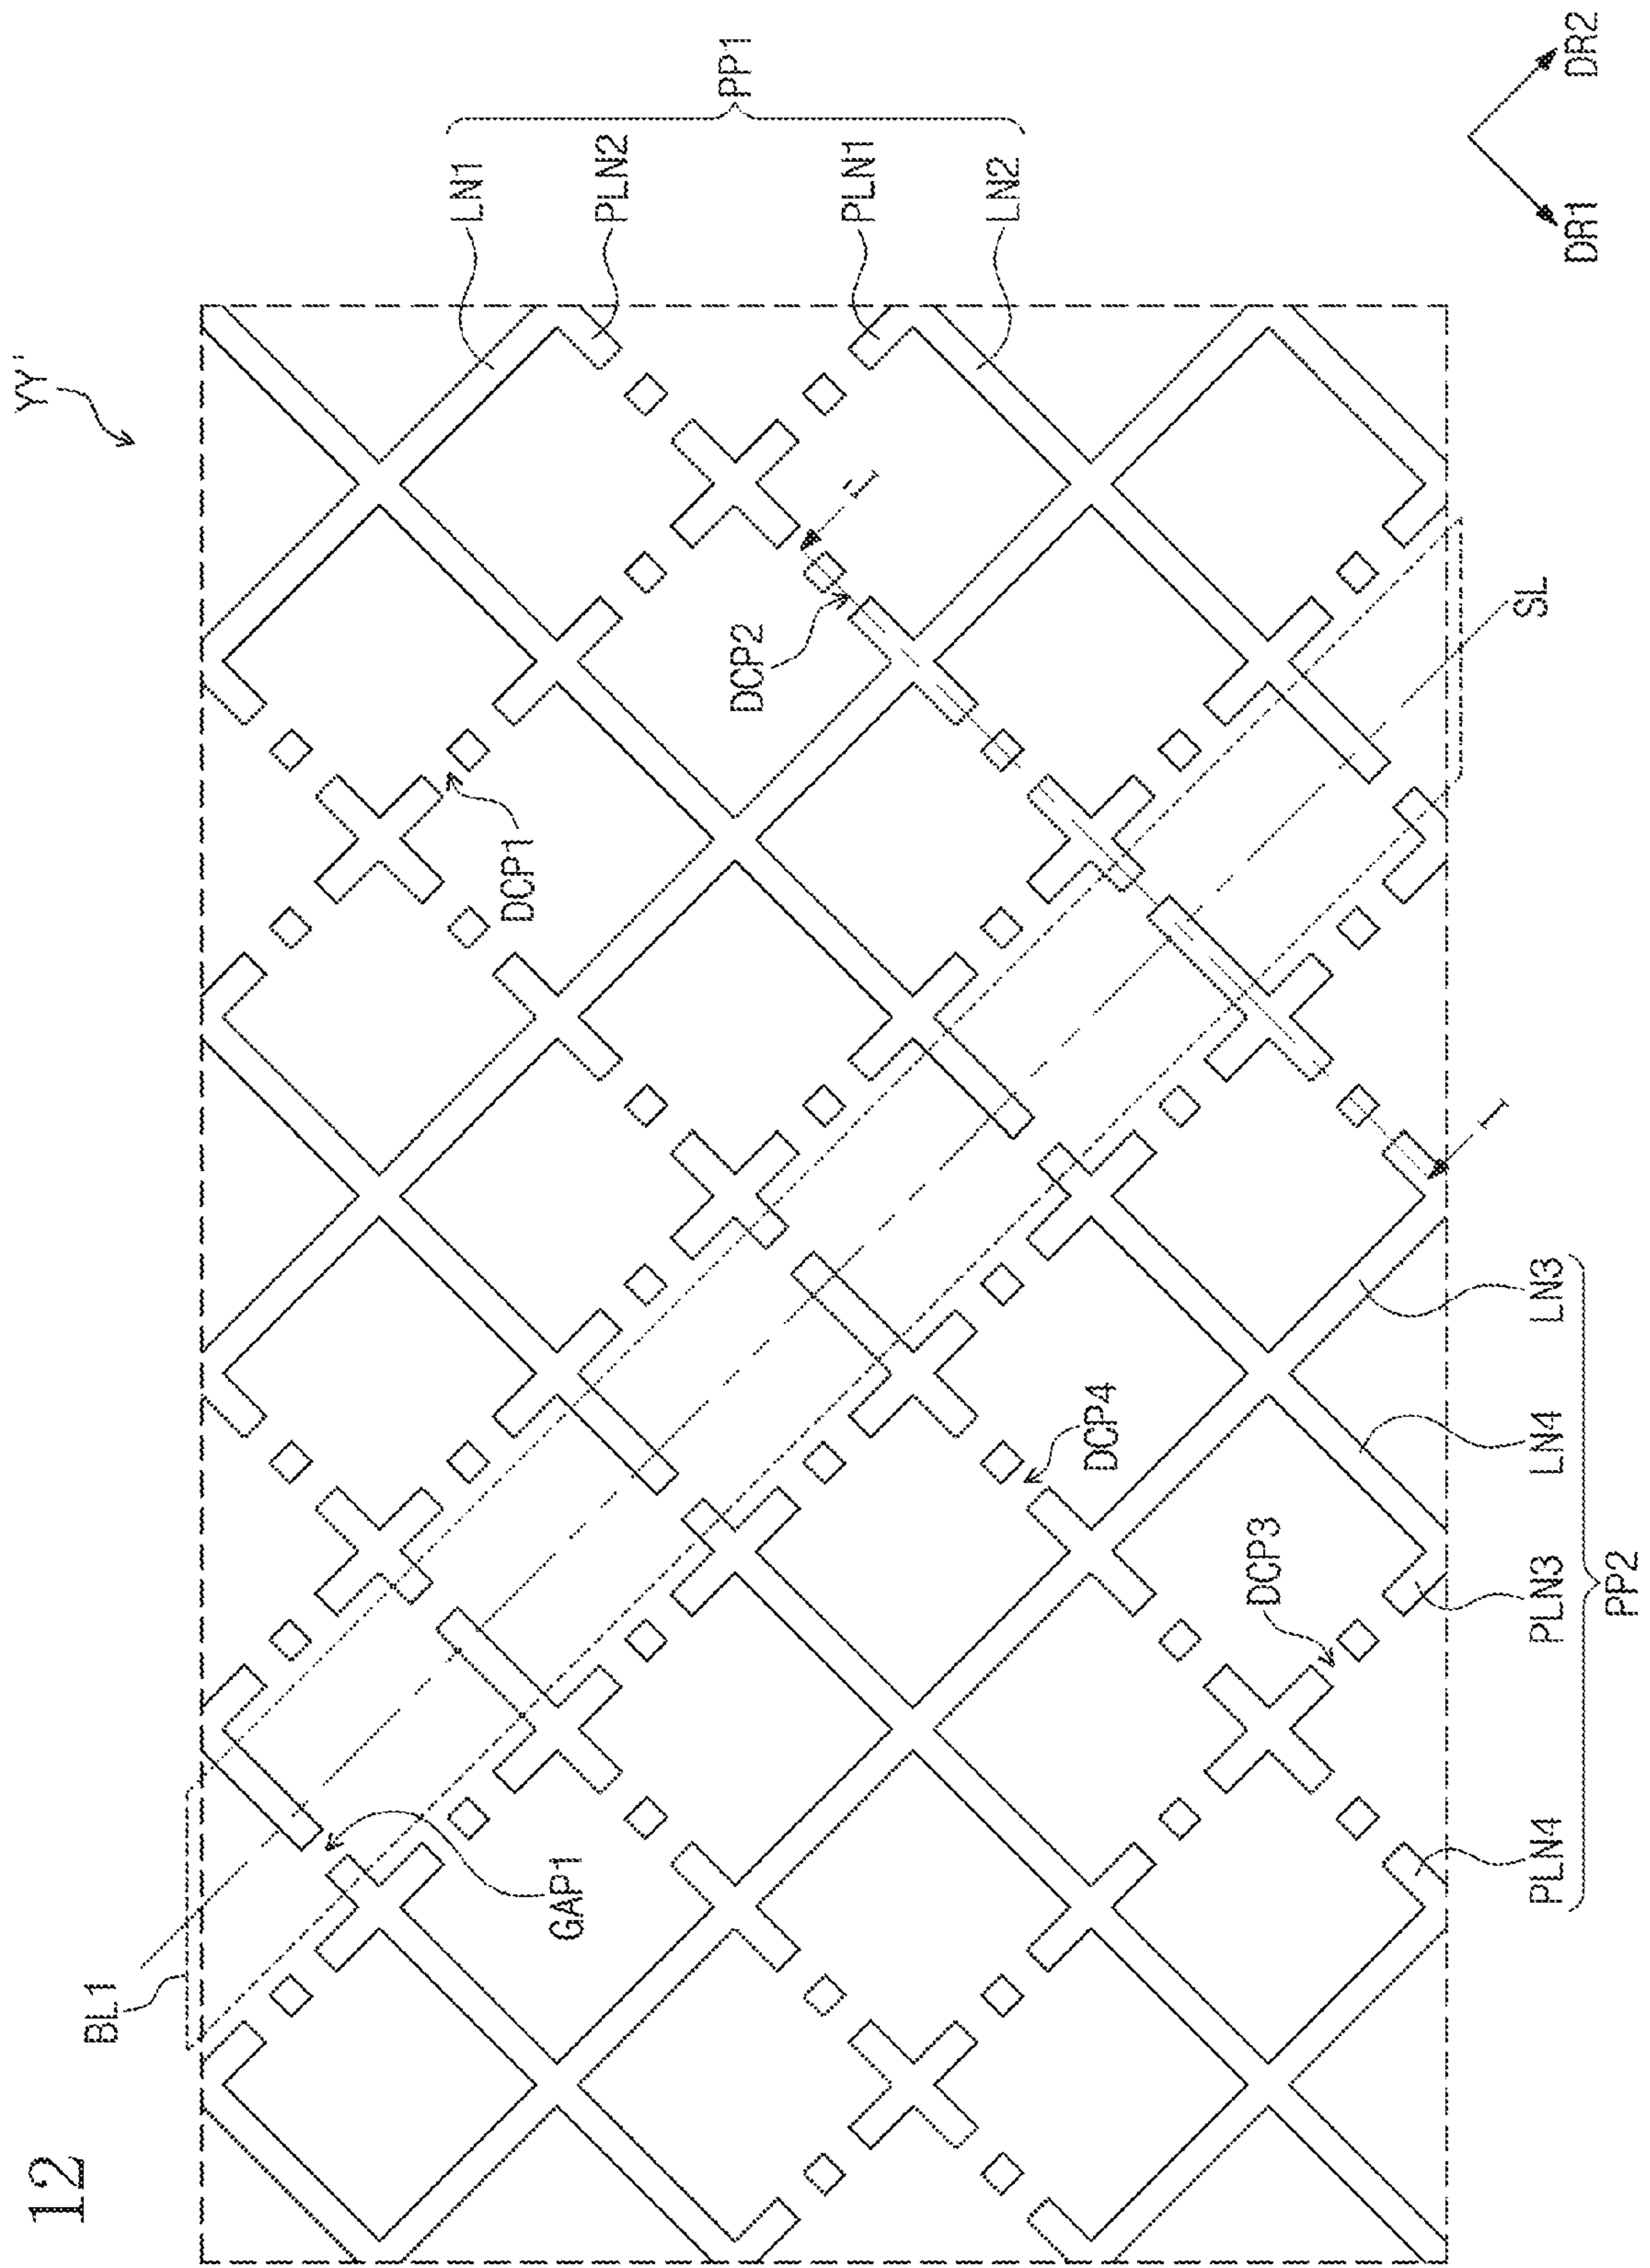 12
YY'
BL1
GAP1
DCP1
DCP2
I'
LN1
PLN2
PLN1
LN2
PP1
DCP4
DCP3
I
SL
PLN4
PLN3
LN4
LN3
PP2
DR1
DR2